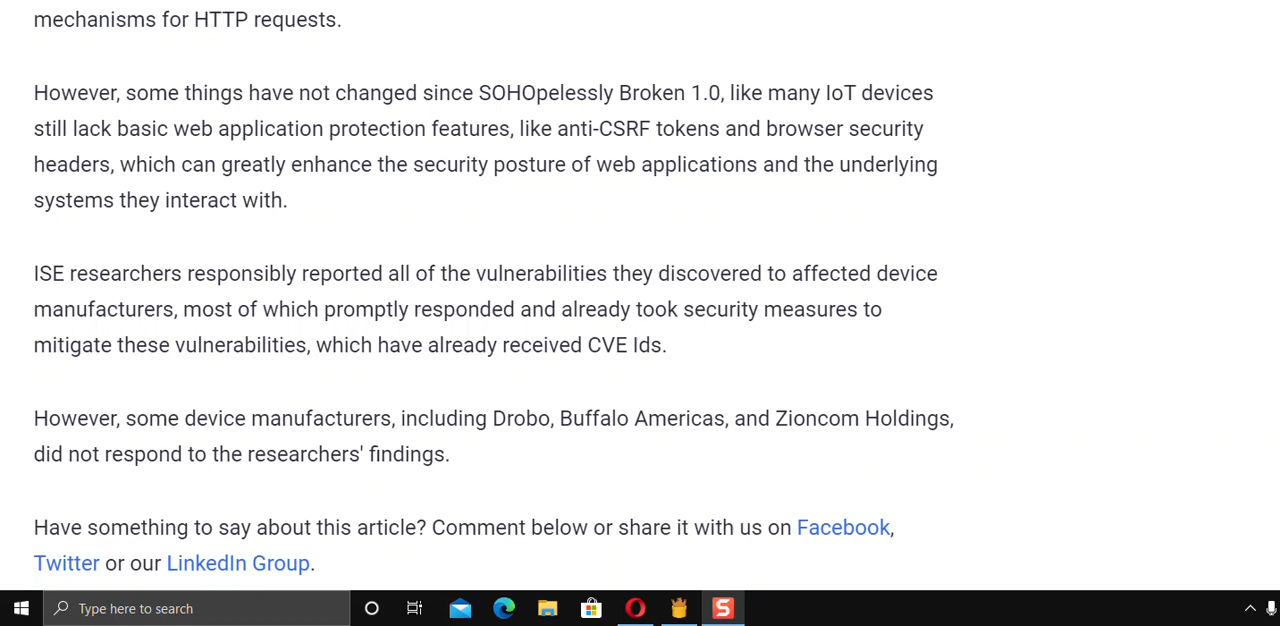 mechanisms for HTTP requests.
However, some things have not changed since SOHOpelessly Broken 1.0, like many IoT devices
still lack basic web application protection features, like anti-CSRF tokens and browser security
headers, which can greatly enhance the security posture of web applications and the underlying
systems they interact with.
ISE researchers responsibly reported all of the vulnerabilities they discovered to affected device
manufacturers, most of which promptly responded and already took security measures to
mitigate these vulnerabilities, which have already received CVE Ids.
However, some device manufacturers, including Drobo, Buffalo Americas, and Zioncom Holdings,
did not respond to the researchers' findings.
Have something to say about this article? Comment below or share it with us on Facebook,
Twitter or our LinkedIn Group.
Type here to search
S